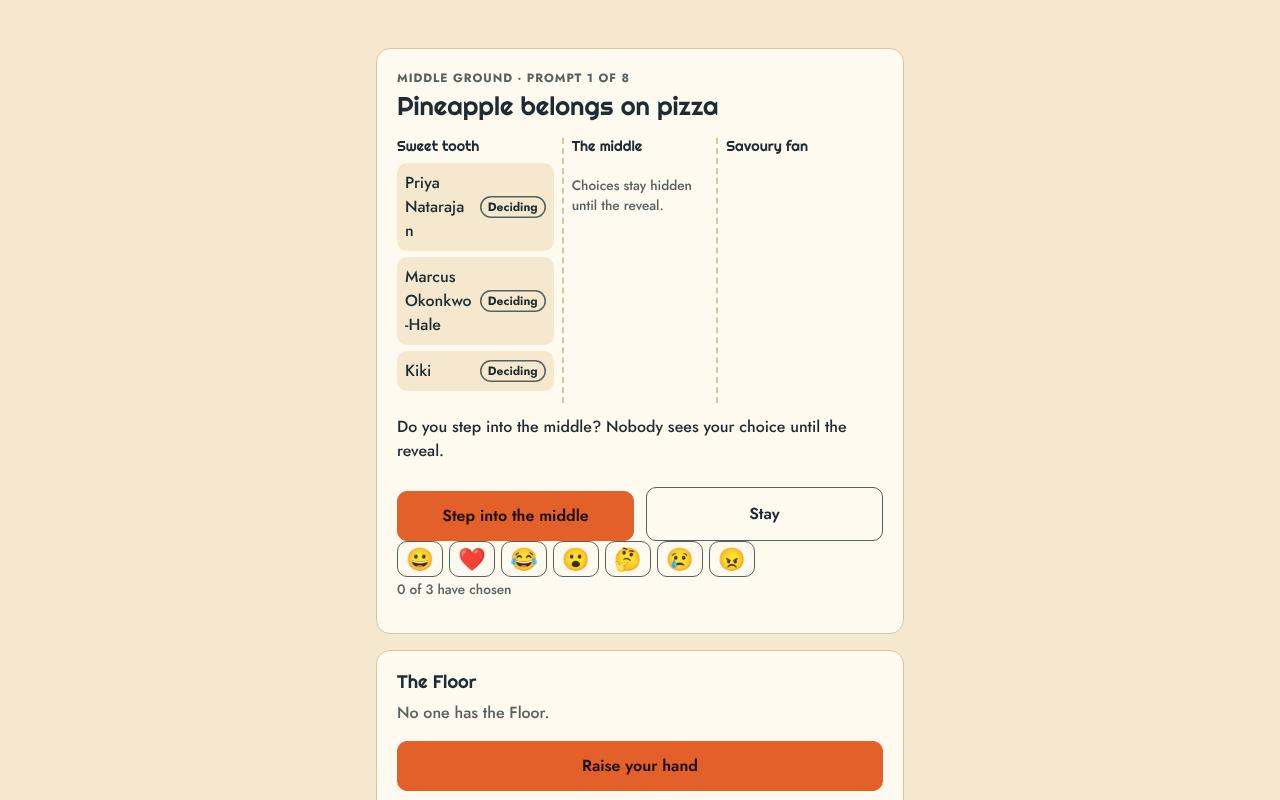 MIDDLE GROUND · PROMPT 1 OF 8
Pineapple belongs on pizza
Sweet tooth
Priya
Nataraja
n
Deciding
Marcus
Okonkwo
-Hale
Deciding
Kiki
Deciding
The middle
Choices stay hidden
until the reveal.
Savoury fan
Do you step into the middle? Nobody sees your choice until the
reveal.
Step into the middle
Stay
0 of 3 have chosen
The Floor
No one has the Floor.
Raise your hand